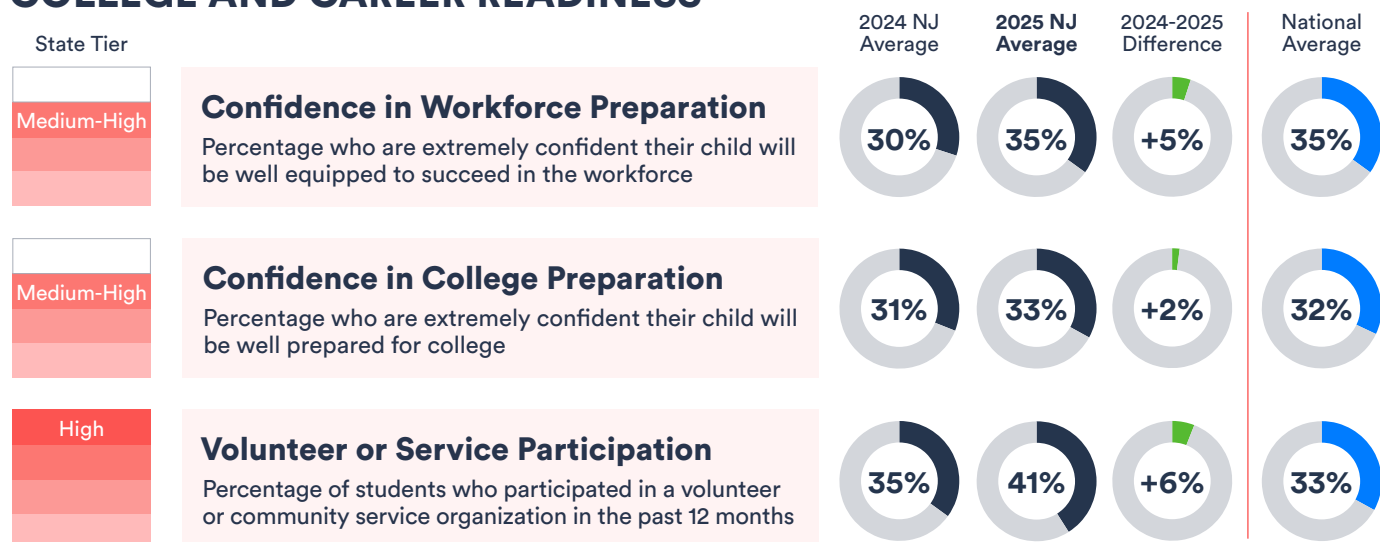 COLLEGE AND CAREER READINESS
State Tier
2024 NJ
Average
2025 NJ
Average
2024-2025
Difference
National
Average
Medium-High
Confidence in Workforce Preparation
Percentage who are extremely confident their child will
be well equipped to succeed in the workforce
30%
35%
+5%
35%
Medium-High
Confidence in College Preparation
Percentage who are extremely confident their child will
be well prepared for college
31%
33%
+2%
32%
High
Volunteer or Service Participation
Percentage of students who participated in a volunteer
or community service organization in the past 12 months
35%
41%
+6%
33%